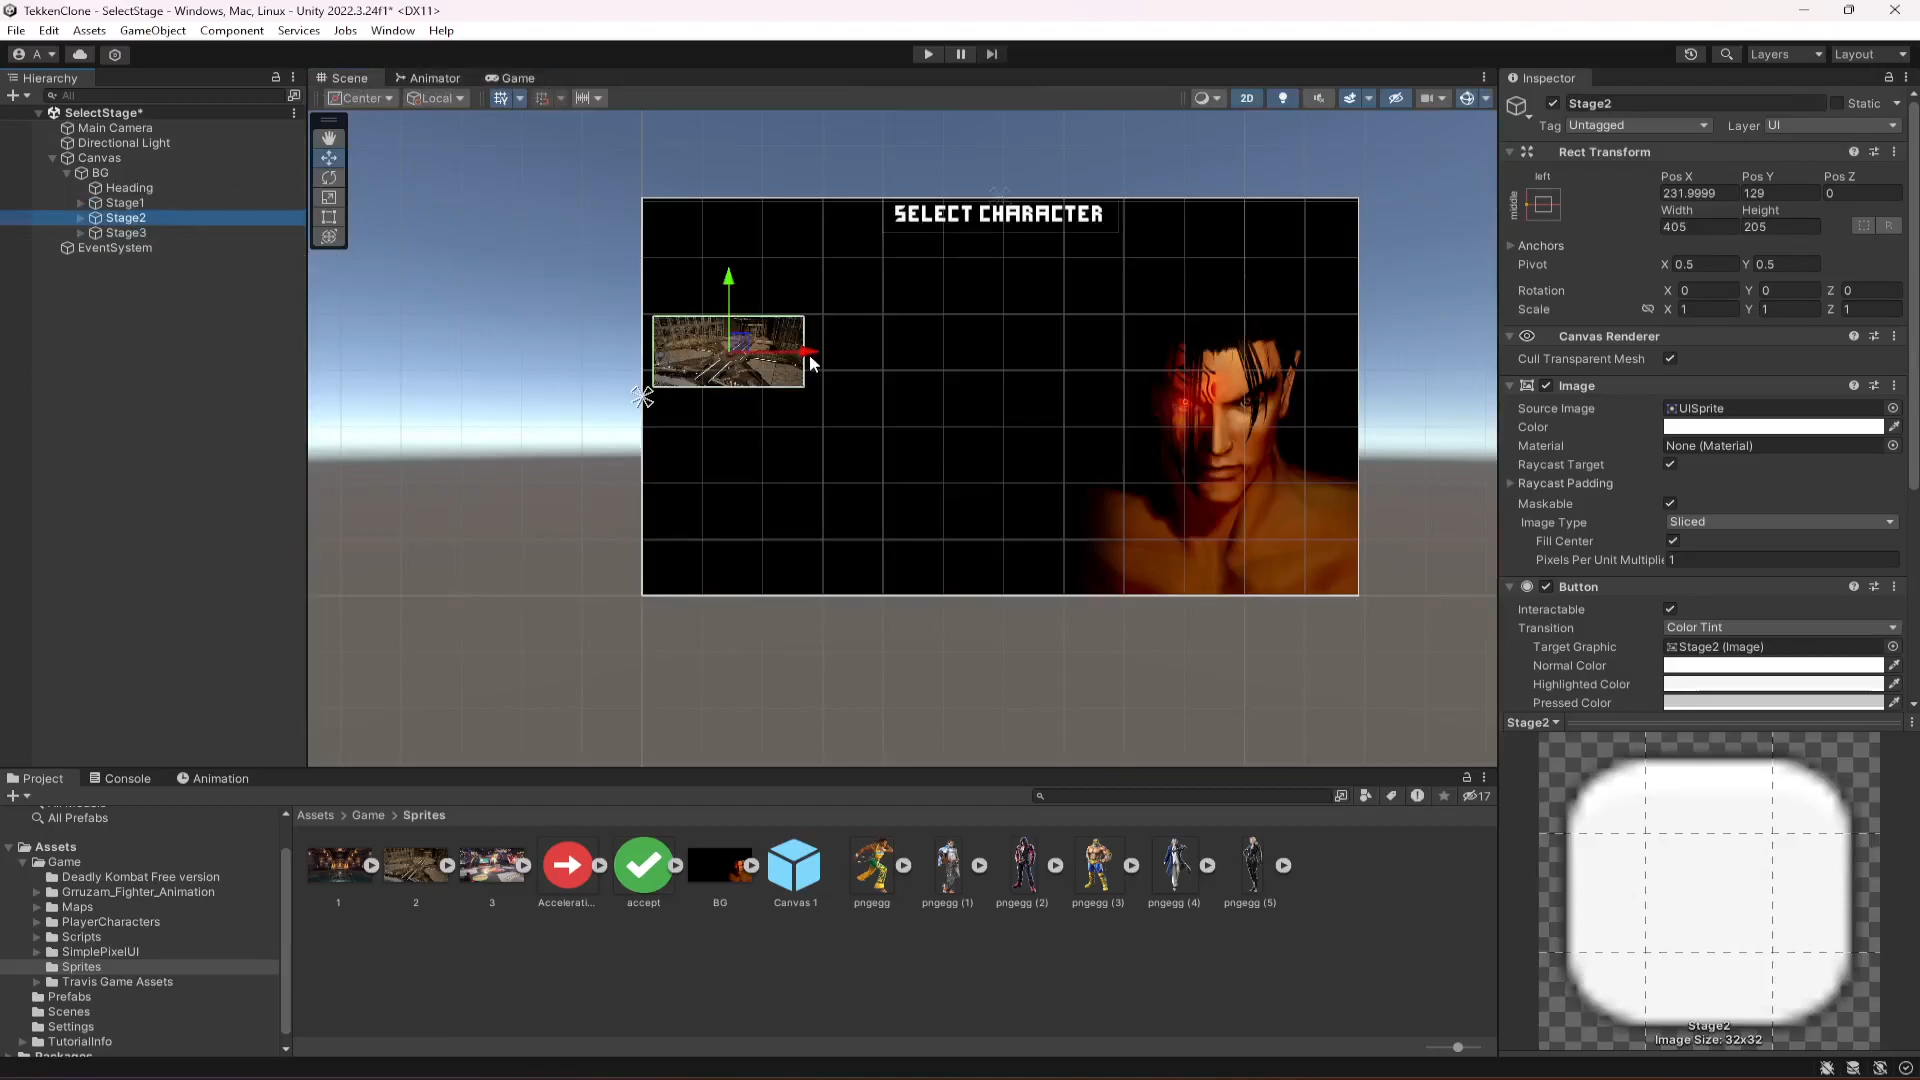 TekkenClone - SelectStage - Windows, Mac, Linux - Unity 2022.3.24f1* <DX11>
File Edit Assets GameObject Component Services Jobs Window Help
A Layers Layout
Hierarchy
All
SelectStage*
Main Camera
Directional Light
Canvas
BG
Heading
Stage1
Stage2
Stage3
EventSystem
Scene Animator Game
Center Local 2D
SELECT CHARACTER
Inspector
Stage2 Static
Tag Untagged Layer UI
Rect Transform
left Pos X Pos Y Pos Z
middle 231.9999 129 0
Width Height
405 205 R
Anchors
Pivot X 0.5 Y 0.5
Rotation X 0 Y 0 Z 0
Scale X 1 Y 1 Z 1
Canvas Renderer
Cull Transparent Mesh
Image
Source Image UISprite
Color
Material None (Material)
Raycast Target
Raycast Padding
Maskable
Image Type Sliced
Fill Center
Pixels Per Unit Multiplie 1
Button
Interactable
Transition Color Tint
Target Graphic Stage2 (Image)
Normal Color
Highlighted Color
Pressed Color
Stage2
Stage2
Image Size: 32x32
Project Console Animation
17
All Prefabs
Assets
Game
Deadly Kombat Free version
Grruzam_Fighter_Animation
Maps
PlayerCharacters
Scripts
SimplePixelUI
Sprites
Travis Game Assets
Prefabs
Scenes
Settings
TutorialInfo
Assets > Game > Sprites
1 2 3 Accelerati... accept BG Canvas 1 pngegg pngegg (1) pngegg (2) pngegg (3) pngegg (4) pngegg (5)